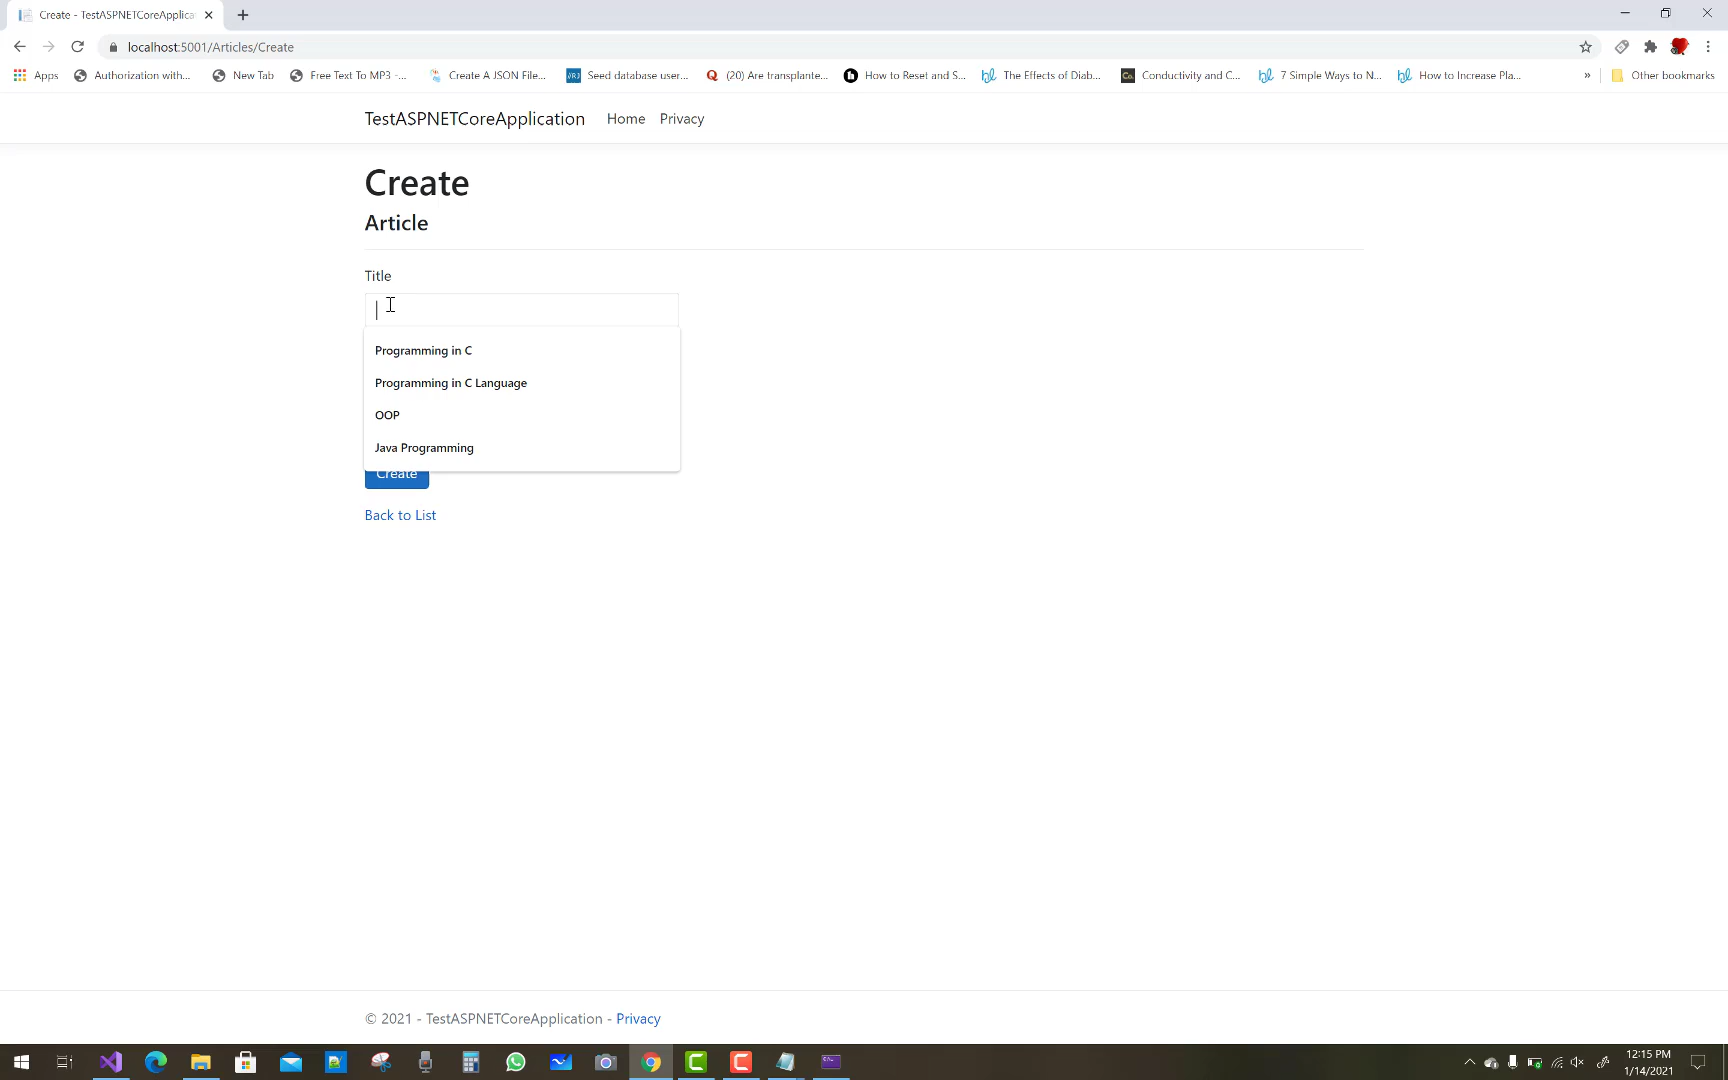 Create - TestASPNETCoreApplica
localhost:5001/Articles/Create
Apps
Authorization with...
New Tab
Free Text To MP3 -...
Create A JSON File...
Seed database user...
(20) Are transplante...
How to Reset and S...
The Effects of Diab...
Conductivity and C...
7 Simple Ways to N...
How to Increase Pla...
»
Other bookmarks
TestASPNETCoreApplication
Home
Privacy
Create
Article
Title
Programming in C
Programming in C Language
OOP
Java Programming
Create
Back to List
© 2021 - TestASPNETCoreApplication - Privacy
12:15 PM
1/14/2021